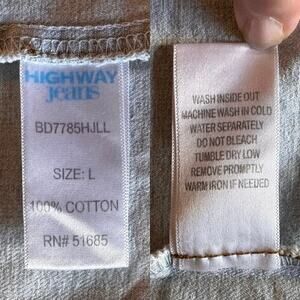 HIGHWAY
jeans
BD7785HJLL
SIZE: L
100% COTTON
RN# 51685
WASH INSIDE OUT
MACHINE WASH IN COLD
WATER SEPARATELY
DO NOT BLEACH
TUMBLE DRY LOW
REMOVE PROMPTLY
WARM IRON IF NEEDED